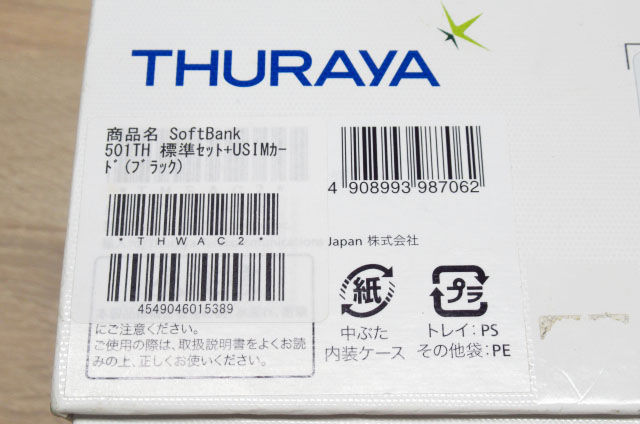 THURAYA
商品名 SoftBank
501TH 標準ｾｯﾄ+USIMｶｰ
ﾄﾞ(ﾌﾞﾗｯｸ)
4 908993 987062
*THWAC2*
Japan 株式会社
4549046015389
紙
プラ
にご注意ください。
ご使用の際は、取扱説明書をよくお読
みの上、正しくお使いください。
中ぶた
内装ケース
トレイ:PS
その他袋:PE